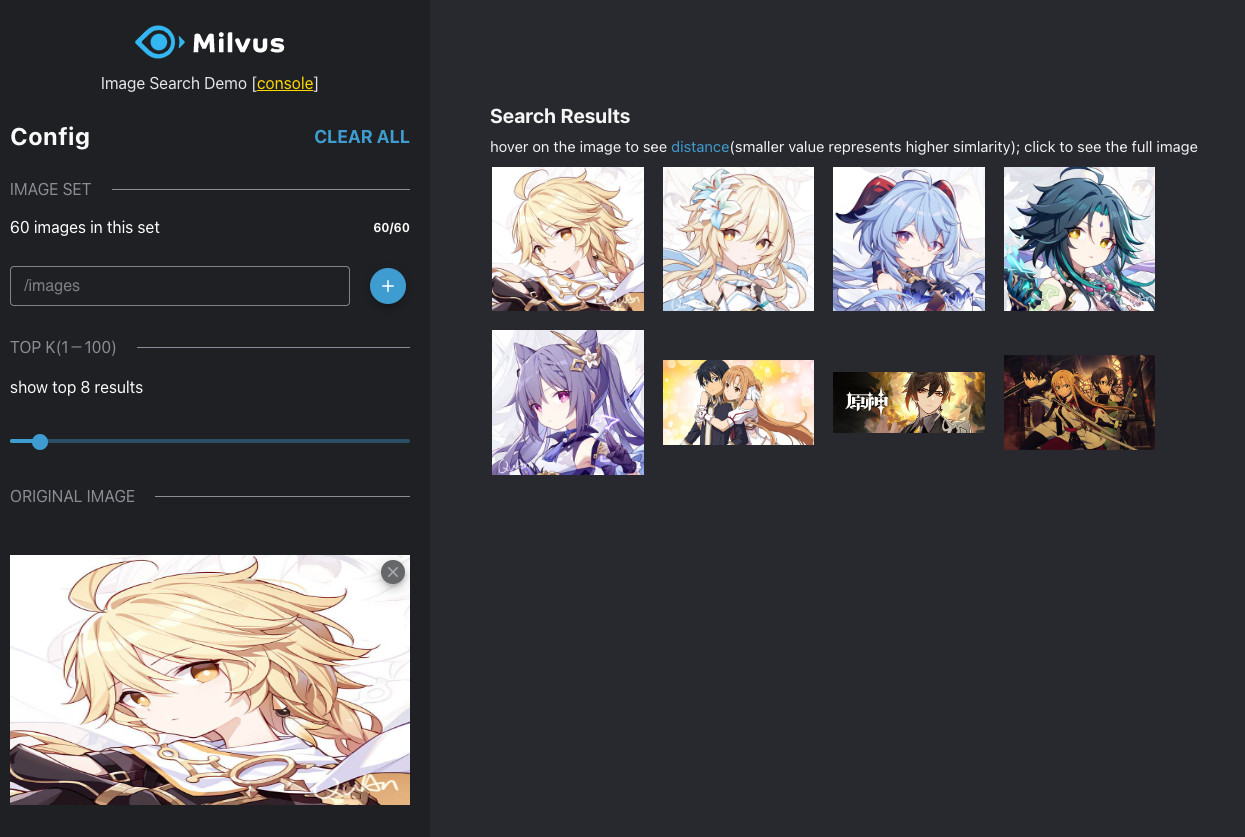 Milvus
Image Search Demo [console]
Config
CLEAR ALL
IMAGE SET
60 images in this set
60/60
/images
TOP K(1－100)
show top 8 results
ORIGINAL IMAGE
QuAn
Search Results
hover on the image to see distance(smaller value represents higher simlarity); click to see the full image
原神